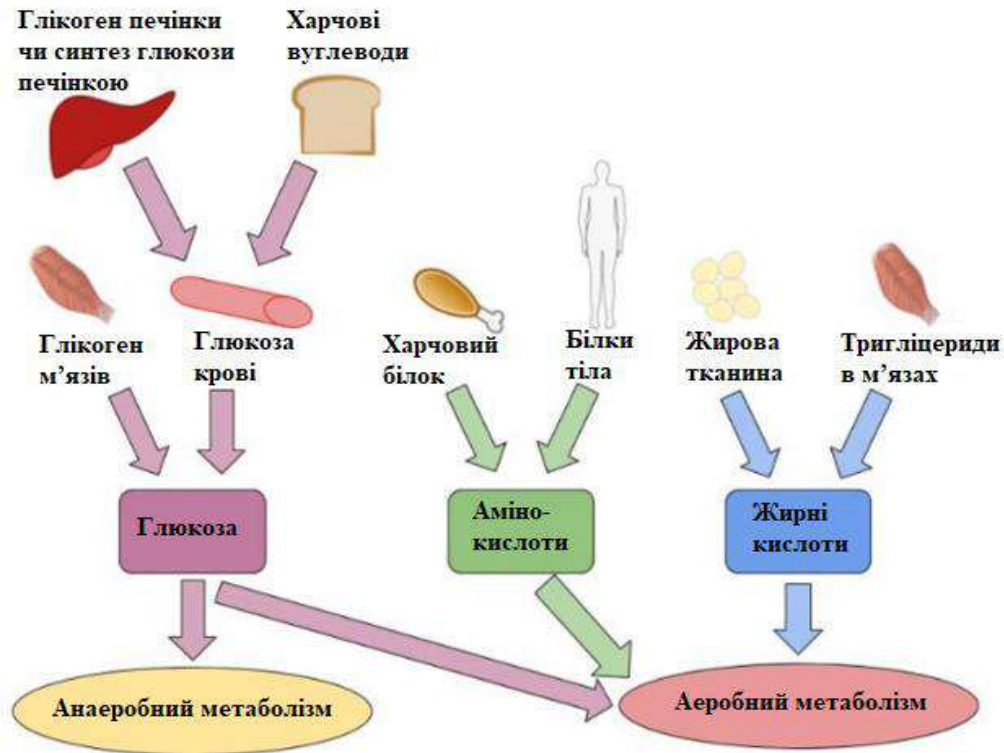 Глікоген печінки
чи синтез глюкози
печінкою
Харчові
вуглеводи
Глікоген
м’язів
Глюкоза
крові
Харчовий
білок
Білки
тіла
Жирова
тканина
Тригліцериди
в м’язах
Глюкоза
Аміно-
кислоти
Жирні
кислоти
Анаеробний метаболізм
Аеробний метаболізм